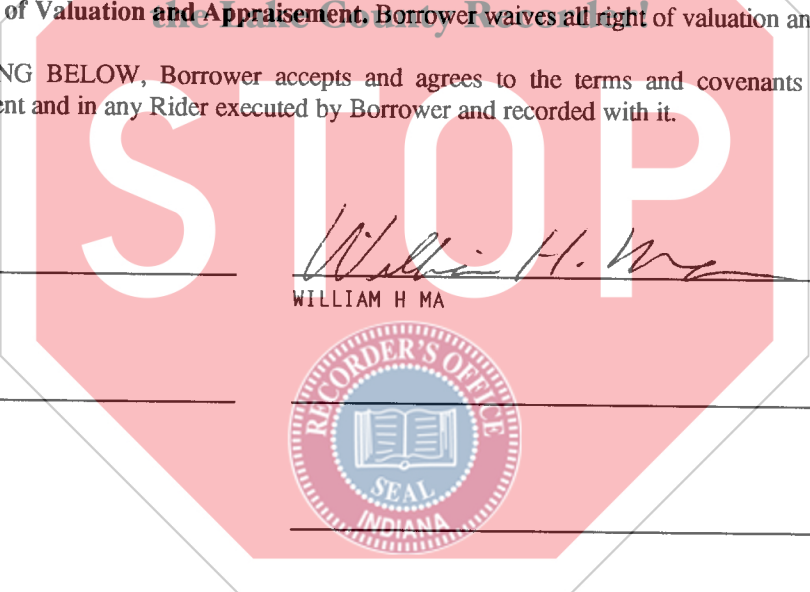 of Valuation and Appraisement. Borrower waives all right of valuation an
the Lake County Recorder!
NG BELOW, Borrower accepts and agrees to the terms and covenants
ent and in any Rider executed by Borrower and recorded with it.
STOP
William H. Ma
WILLIAM H MA
RECORDER'S OFFICE
SEAL
INDIANA